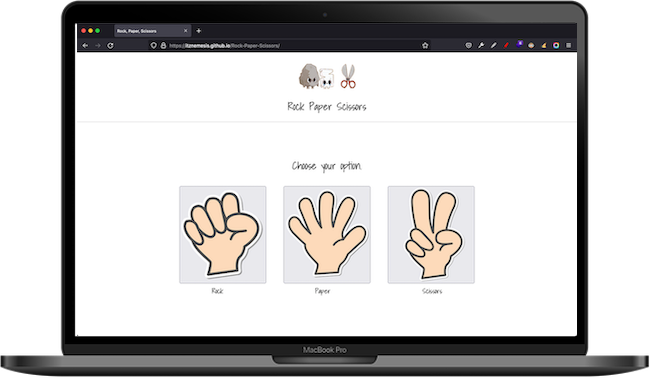 Rock, Paper, Scissors
https://liznemesis.github.io/Rock-Paper-Scissors/
Rock Paper Scissors
Choose your option.
Rock
Paper
Scissors
MacBook Pro